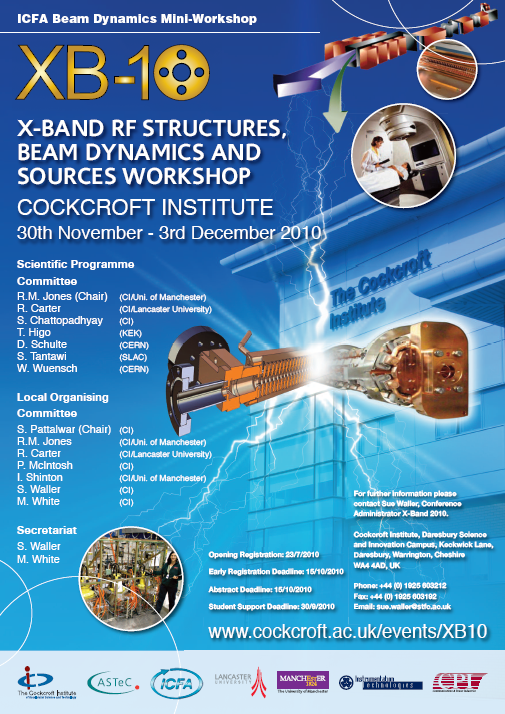 ICFA Beam Dynamics Mini-Workshop
XB-10
X-BAND RF STRUCTURES,
BEAM DYNAMICS AND
SOURCES WORKSHOP
COCKCROFT INSTITUTE
30th November - 3rd December 2010
The Cockcroft
Institute
Scientific Programme
Committee
R.M. Jones (Chair) (CI/Uni. of Manchester)
R. Carter (CI/Lancaster University)
S. Chattopadhyay (CI)
T. Higo (KEK)
D. Schulte (CERN)
S. Tantawi (SLAC)
W. Wuensch (CERN)
Local Organising
Committee
S. Pattalwar (Chair) (CI)
R.M. Jones (CI/Uni. of Manchester)
R. Carter (CI/Lancaster University)
P. McIntosh (CI)
I. Shinton (CI/Uni. of Manchester)
S. Waller (CI)
M. White (CI)
Secretariat
S. Waller
M. White
Opening Registration: 23/7/2010
Early Registration Deadline: 15/10/2010
Abstract Deadline: 15/10/2010
Student Support Deadline: 30/9/2010
For further information please
contact Sue Waller, Conference
Administrator X-Band 2010.
Cockcroft Institute, Daresbury Science
and Innovation Campus, Keckwick Lane,
Daresbury, Warrington, Cheshire
WA4 4AD, UK
Phone: +44 (0) 1925 603212
Fax: +44 (0) 1925 603192
Email: sue.waller@stfc.ac.uk
www.cockcroft.ac.uk/events/XB10
The Cockcroft Institute
of Accelerator Science and Technology
ASTeC
ICFA
LANCASTER
UNIVERSITY
MANCHESTER
1824
The University of Manchester
Instrumentation
Technologies
CPI